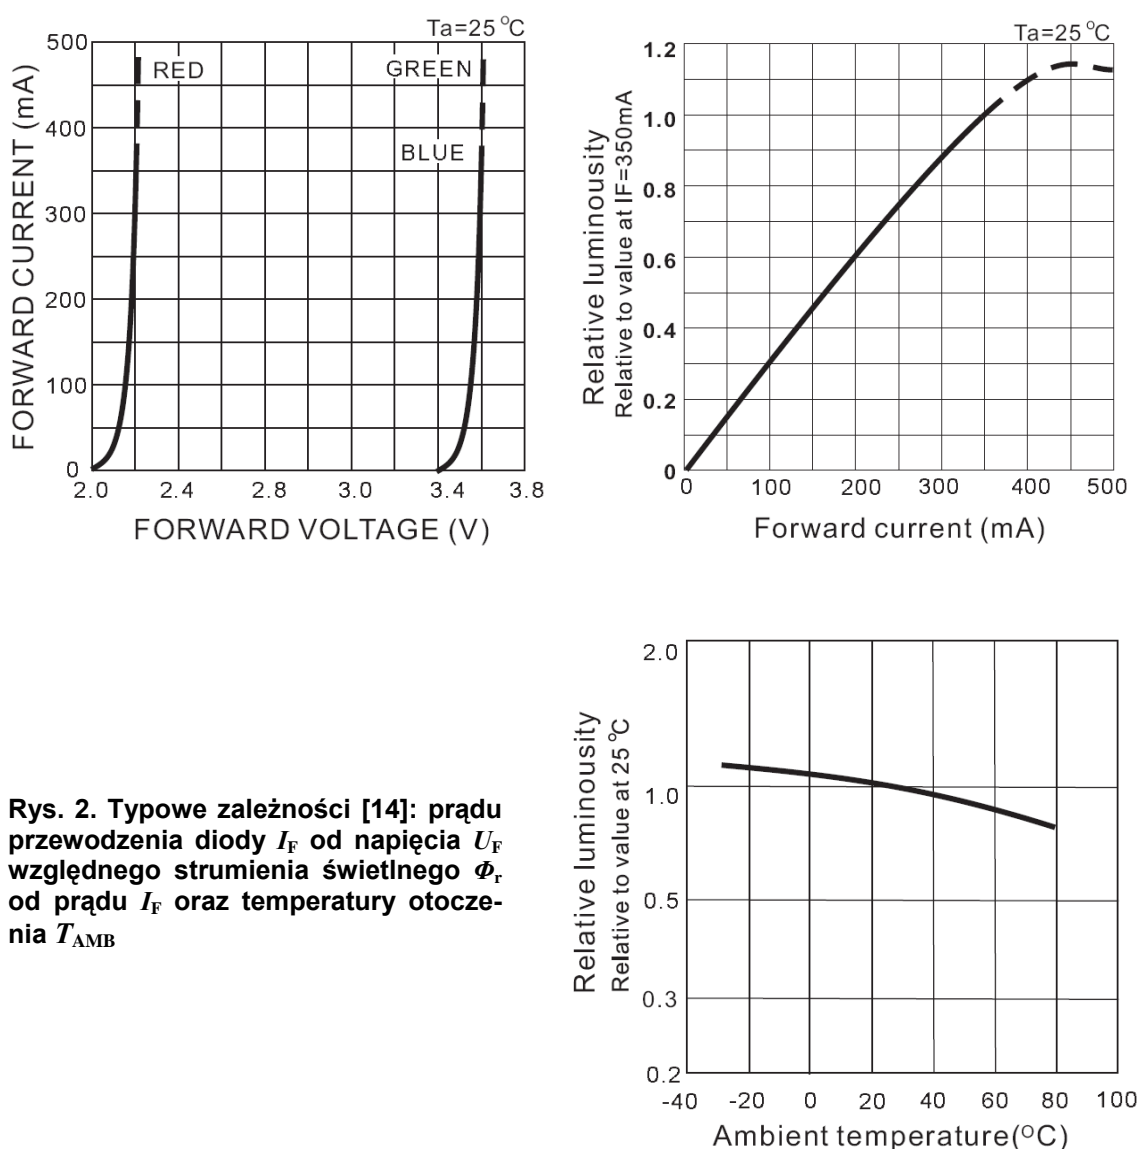 Ta=25 °C
FORWARD CURRENT (mA)
500
400
300
200
100
0
RED
GREEN
BLUE
2.0
2.4
2.8
3.0
3.4
3.8
FORWARD VOLTAGE (V)
Ta=25 °C
Relative luminousity
Relative to value at IF=350mA
1.2
1.0
0.8
0.6
0.4
0.2
0
0
100
200
300
400
500
Forward current (mA)
Rys. 2. Typowe zależności [14]: prądu
przewodzenia diody IF od napięcia UF
względnego strumienia świetlnego Φr
od prądu IF oraz temperatury otocze-
nia TAMB
Relative luminousity
Relative to value at 25 °C
2.0
1.0
0.5
0.3
0.2
-40
-20
0
20
40
60
80
100
Ambient temperature(°C)